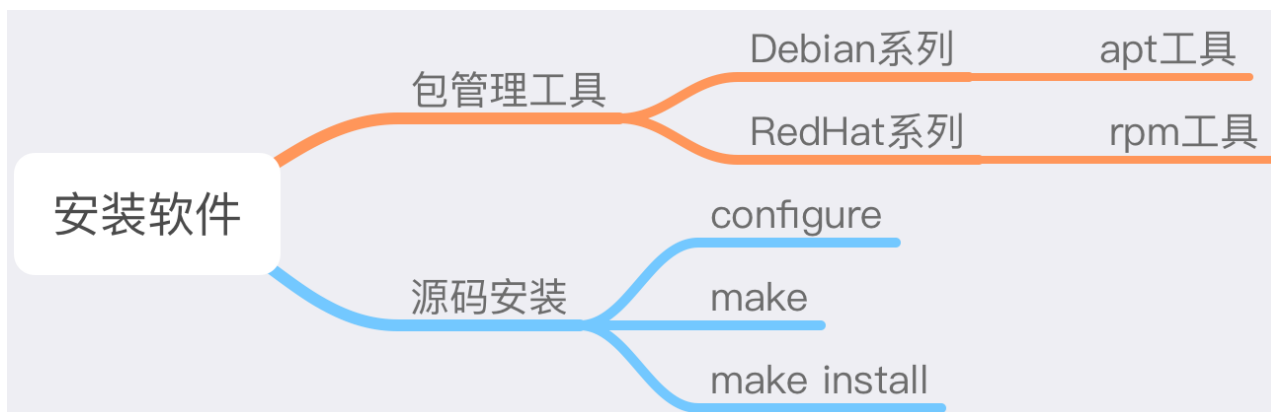 安装软件
包管理工具
Debian系列
apt工具
RedHat系列
rpm工具
源码安装
configure
make
make install